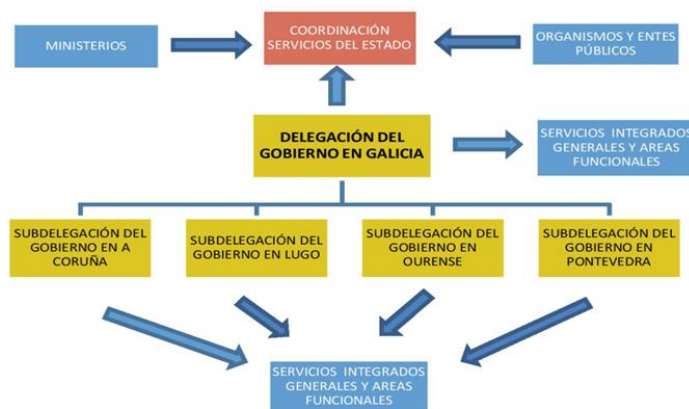 MINISTERIOS
COORDINACIÓN
SERVICIOS DEL ESTADO
ORGANISMOS Y ENTES
PÚBLICOS
DELEGACIÓN DEL
GOBIERNO EN GALICIA
SERVICIOS INTEGRADOS
GENERALES Y AREAS
FUNCIONALES
SUBDELEGACIÓN DEL
GOBIERNO EN A
CORUÑA
SUBDELEGACIÓN DEL
GOBIERNO EN LUGO
SUBDELEGACIÓN DEL
GOBIERNO EN
OURENSE
SUBDELEGACIÓN DEL
GOBIERNO EN
PONTEVEDRA
SERVICIOS INTEGRADOS
GENERALES Y AREAS
FUNCIONALES